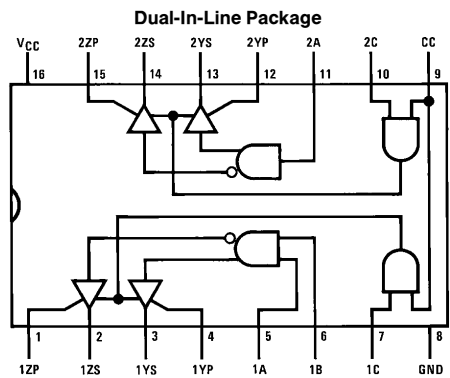 Dual-In-Line Package
VCC 2ZP 2ZS 2YS 2YP 2A 2C CC
16 15 14 13 12 11 10 9
1 2 3 4 5 6 7 8
1ZP 1ZS 1YS 1YP 1A 1B 1C GND